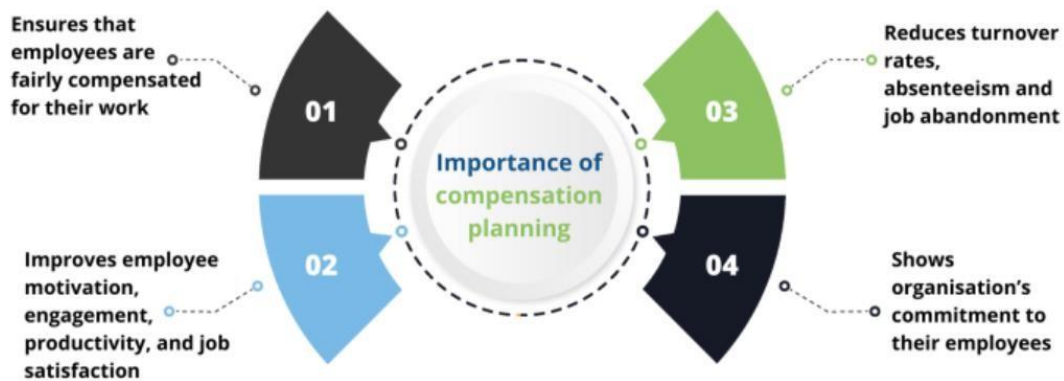 Ensures that
employees are
fairly compensated
for their work
01
Improves employee
motivation,
engagement,
productivity, and job
satisfaction
02
Importance of
compensation
planning
03
Reduces turnover
rates,
absenteeism and
job abandonment
04
Shows
organisation’s
commitment to
their employees